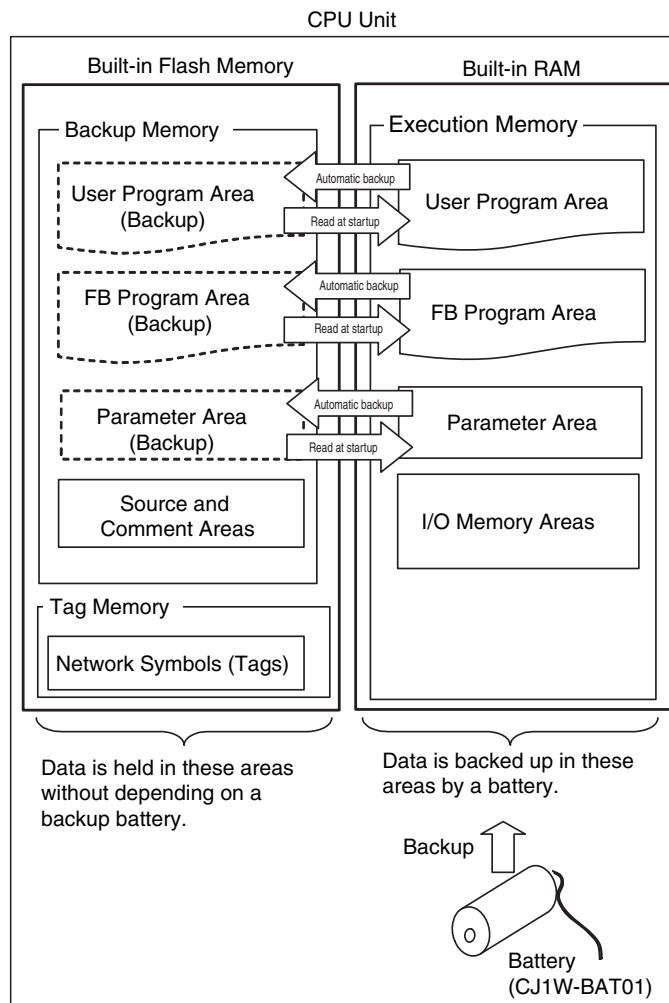 CPU Unit
Built-in Flash Memory
Backup Memory
User Program Area
(Backup)
FB Program Area
(Backup)
Parameter Area
(Backup)
Source and
Comment Areas
Tag Memory
Network Symbols (Tags)
Automatic backup
Read at startup
Automatic backup
Read at startup
Automatic backup
Read at startup
Built-in RAM
Execution Memory
User Program Area
FB Program Area
Parameter Area
I/O Memory Areas
Data is held in these areas
without depending on a
backup battery.
Data is backed up in these
areas by a battery.
Backup
Battery
(CJ1W-BAT01)